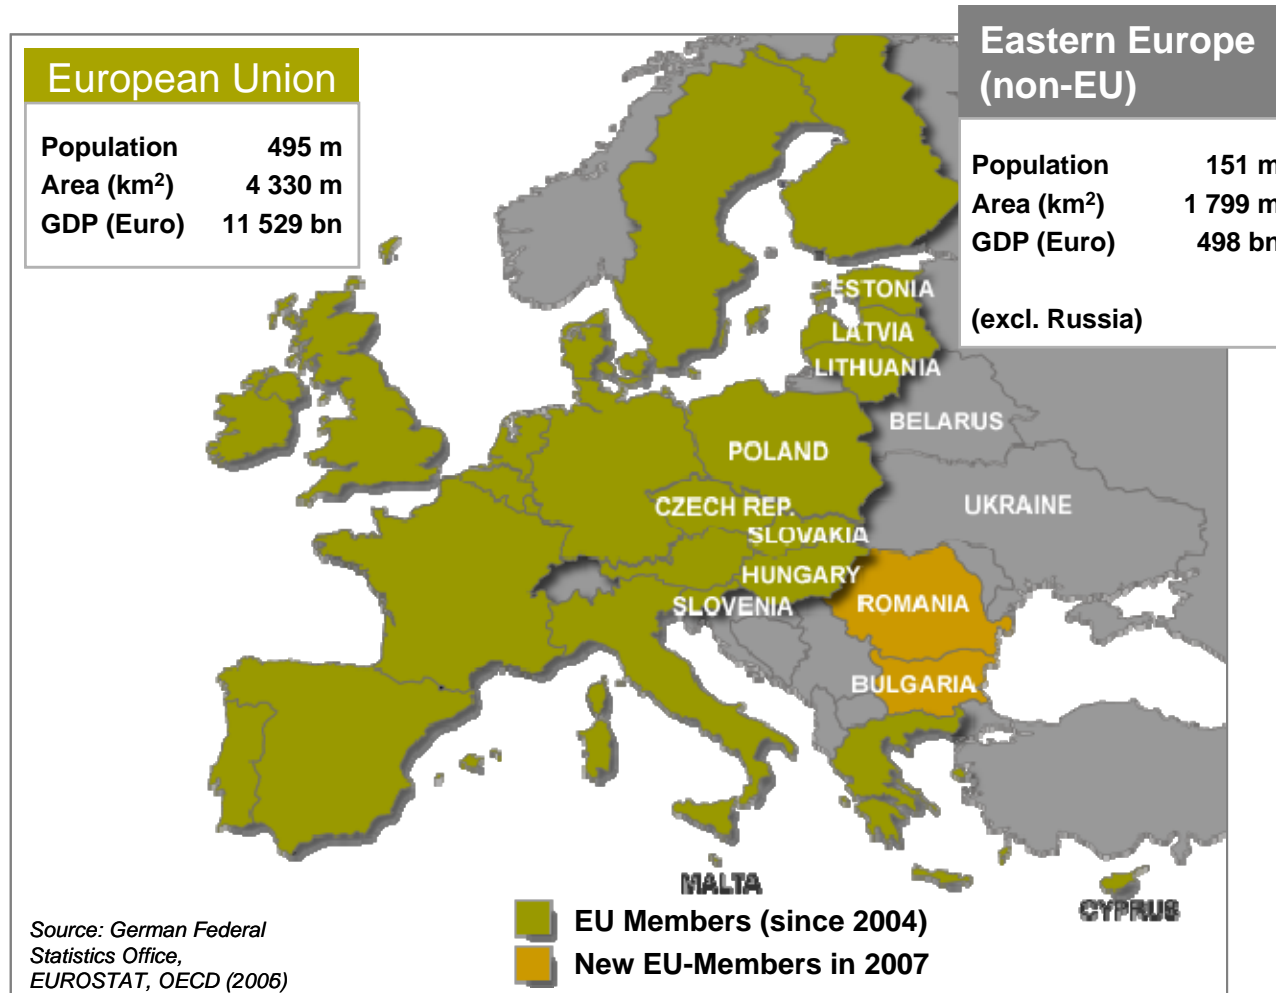 European Union
Population 495 m
Area (km²) 4 330 m
GDP (Euro) 11 529 bn
Eastern Europe
(non-EU)
Population 151 m
Area (km²) 1 799 m
GDP (Euro) 498 bn
(excl. Russia)
ESTONIA
LATVIA
LITHUANIA
BELARUS
POLAND
UKRAINE
CZECH REP.
SLOVAKIA
HUNGARY
SLOVENIA
ROMANIA
BULGARIA
MALTA
CYPRUS
EU Members (since 2004)
New EU-Members in 2007
Source: German Federal
Statistics Office,
EUROSTAT, OECD (2006)